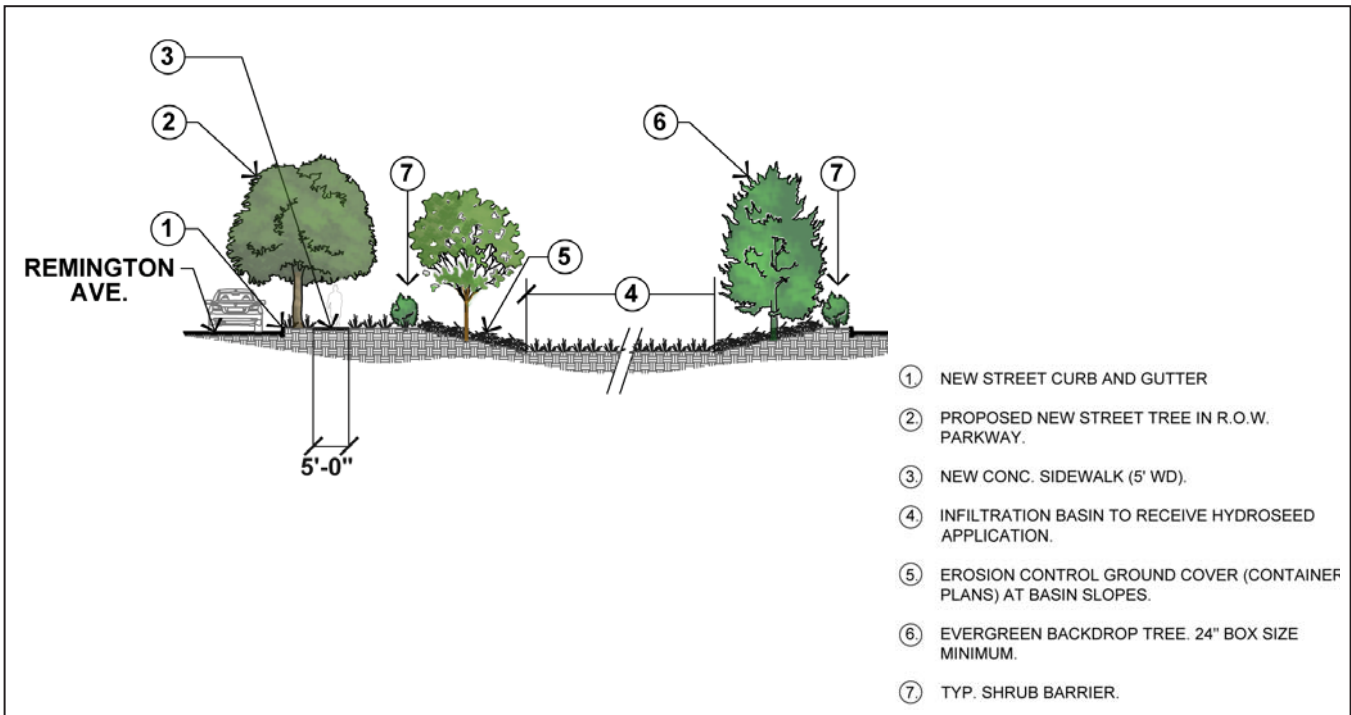 3
2
6
7
7
1
5
REMINGTON
AVE.
4
5'-0"
1. NEW STREET CURB AND GUTTER
2. PROPOSED NEW STREET TREE IN R.O.W.
PARKWAY.
3. NEW CONC. SIDEWALK (5' WD).
4. INFILTRATION BASIN TO RECEIVE HYDROSEED
APPLICATION.
5. EROSION CONTROL GROUND COVER (CONTAINER
PLANS) AT BASIN SLOPES.
6. EVERGREEN BACKDROP TREE. 24" BOX SIZE
MINIMUM.
7. TYP. SHRUB BARRIER.